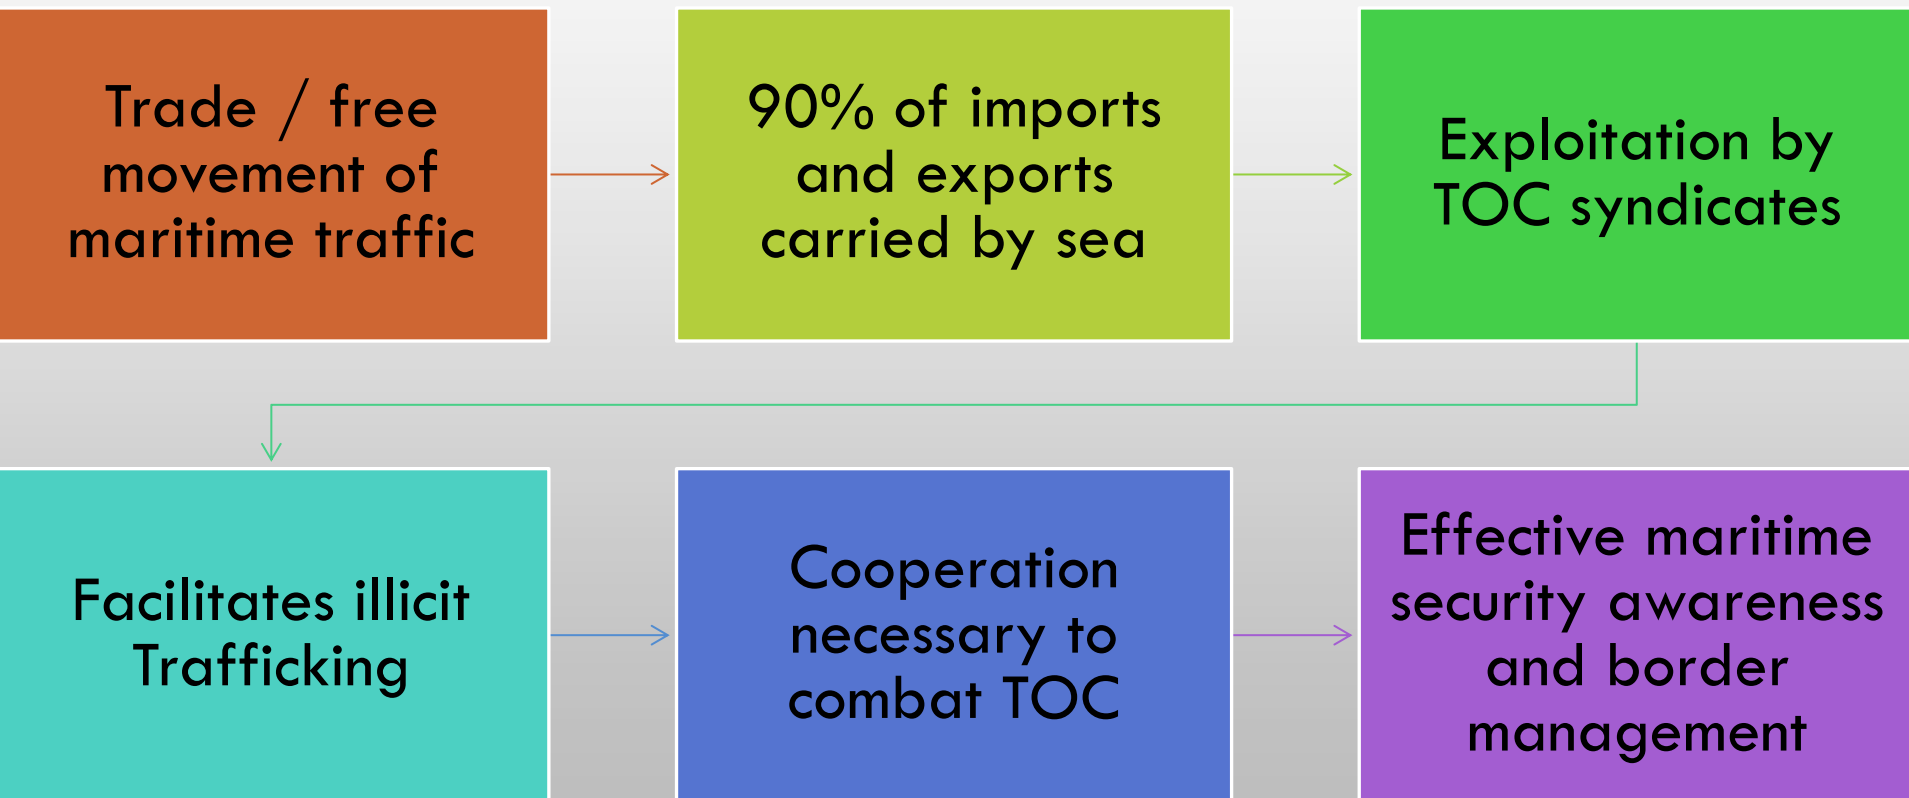 Trade / free
movement of
maritime traffic
90% of imports
and exports
carried by sea
Exploitation by
TOC syndicates
Facilitates illicit
Trafficking
Cooperation
necessary to
combat TOC
Effective maritime
security awareness
and border
management